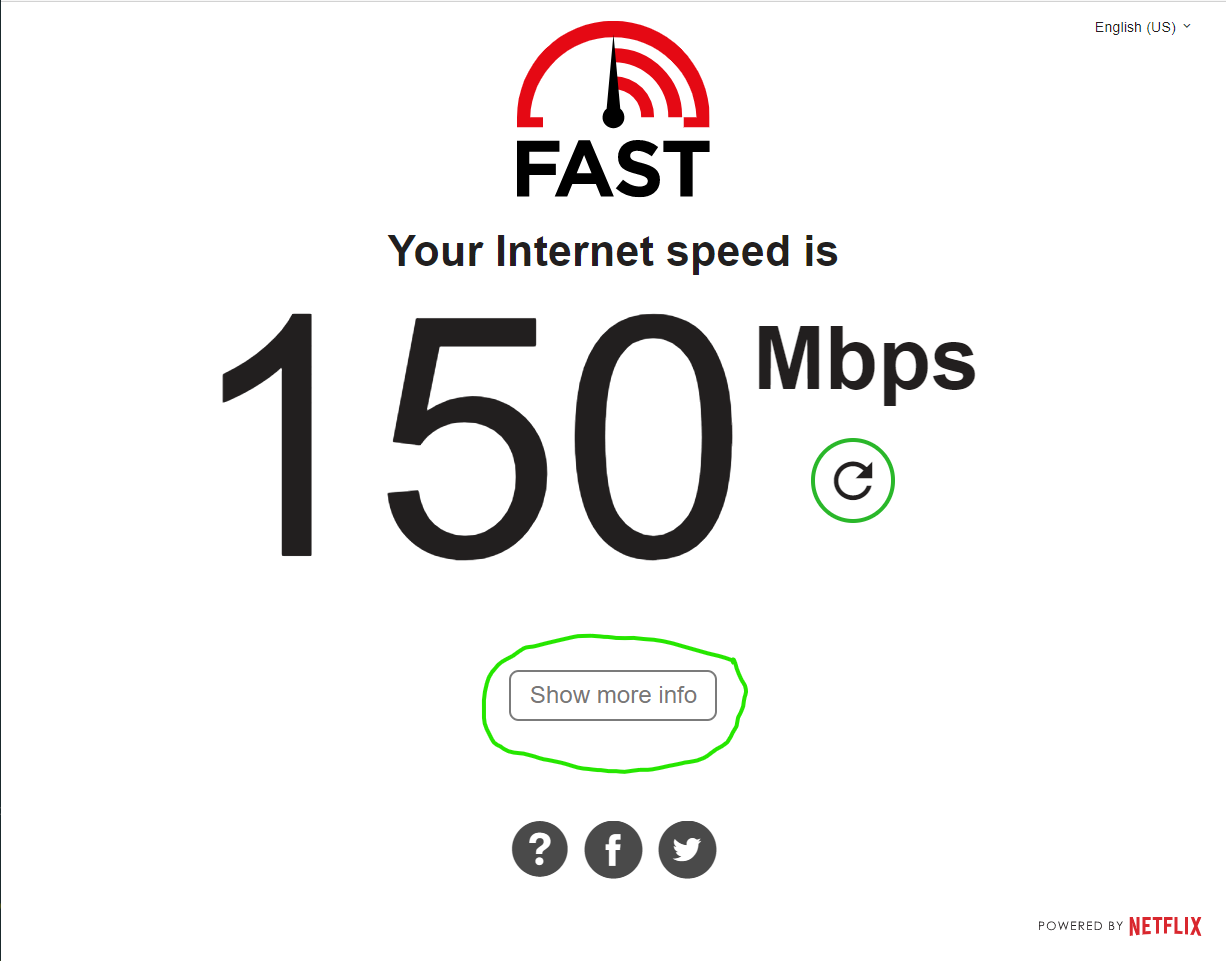 English (US)
FAST
Your Internet speed is
150 Mbps
Show more info
?
f
POWERED BY NETFLIX